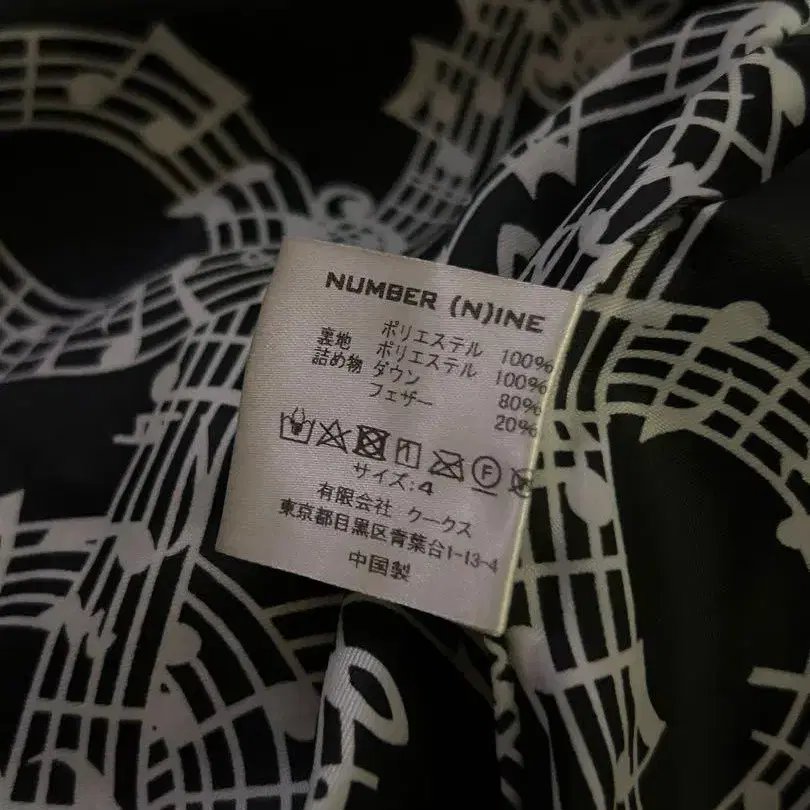 NUMBER (N)INE
ポリエステル 100%
裏地 ポリエステル 100%
詰め物 ダウン 80%
フェザー 20%
F
サイズ:4
有限会社 クークス
東京都目黒区青葉台1-13-4
中国製